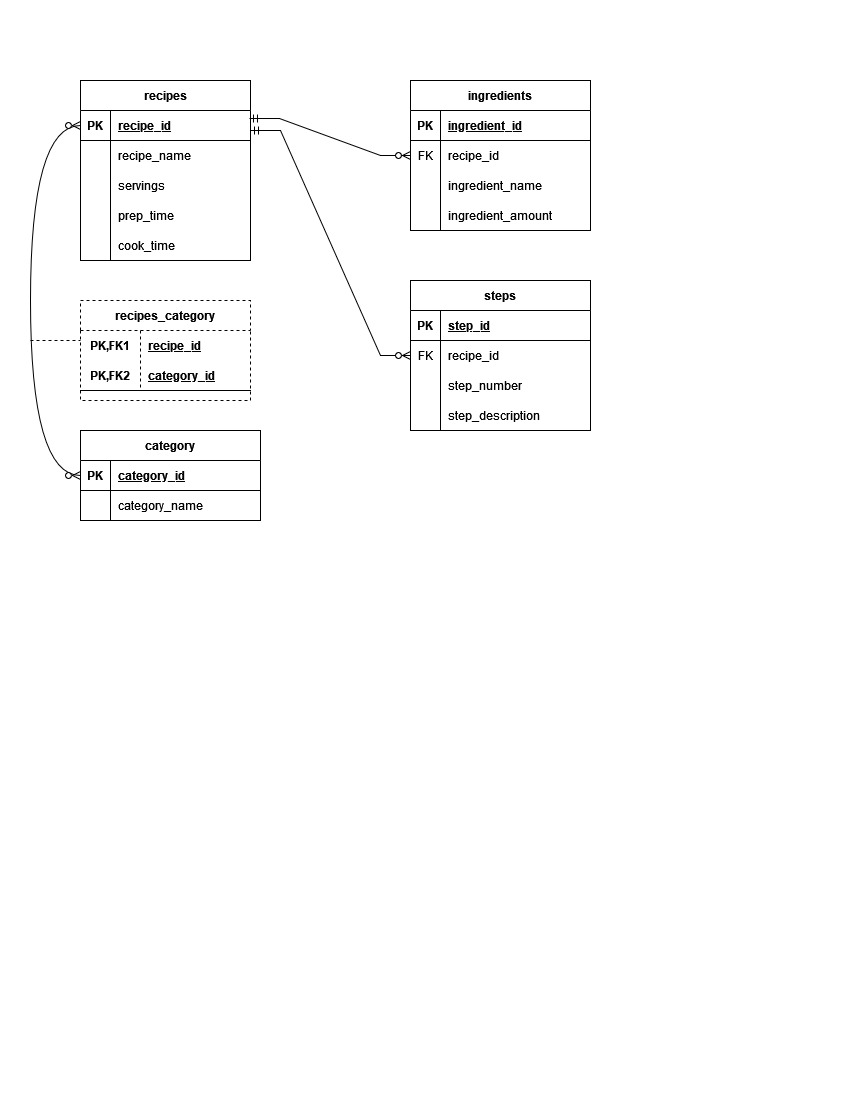 recipes
PK recipe_id
recipe_name
servings
prep_time
cook_time
recipes_category
PK,FK1 recipe_id
PK,FK2 category_id
category
PK category_id
category_name
ingredients
PK ingredient_id
FK recipe_id
ingredient_name
ingredient_amount
steps
PK step_id
FK recipe_id
step_number
step_description